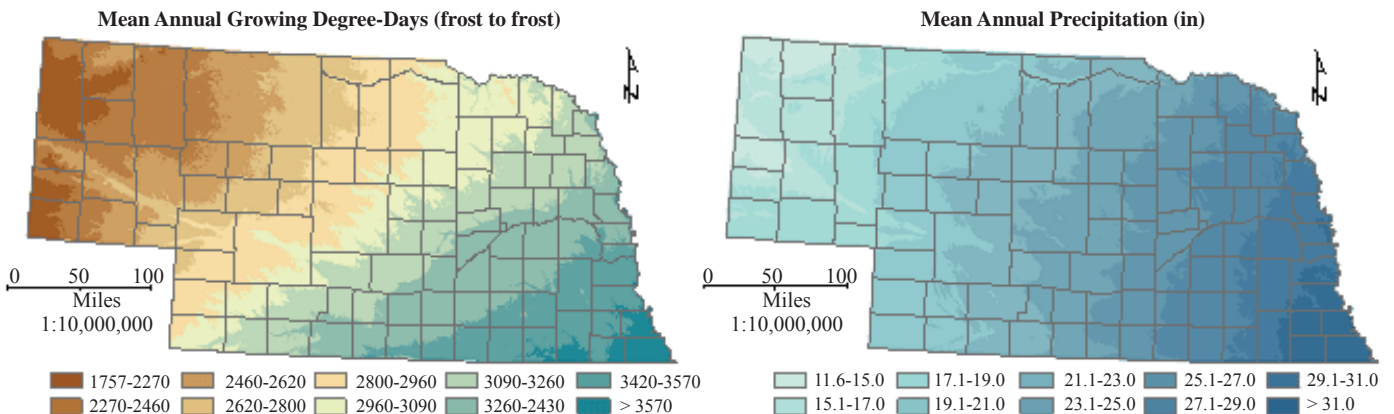 Mean Annual Growing Degree-Days (frost to frost)
N
0 50 100
Miles
1:10,000,000
1757-2270 2460-2620 2800-2960 3090-3260 3420-3570
2270-2460 2620-2800 2960-3090 3260-2430 > 3570
Mean Annual Precipitation (in)
N
0 50 100
Miles
1:10,000,000
11.6-15.0 17.1-19.0 21.1-23.0 25.1-27.0 29.1-31.0
15.1-17.0 19.1-21.0 23.1-25.0 27.1-29.0 > 31.0